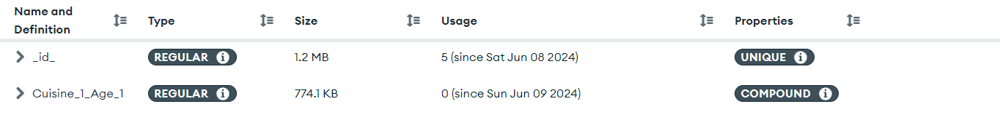 Name and
Definition Type Size Usage Properties
_id_ REGULAR 1.2 MB 5 (since Sat Jun 08 2024) UNIQUE
Cuisine_1_Age_1 REGULAR 774.1 KB 0 (since Sun Jun 09 2024) COMPOUND